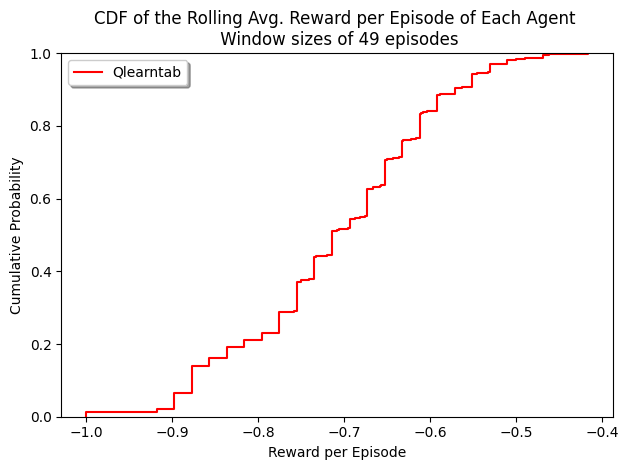 CDF of the Rolling Avg. Reward per Episode of Each Agent
Window sizes of 49 episodes
Qlearntab
1.0
0.8
0.6
0.4
0.2
0.0
Cumulative Probability
−1.0
−0.9
−0.8
−0.7
−0.6
−0.5
−0.4
Reward per Episode